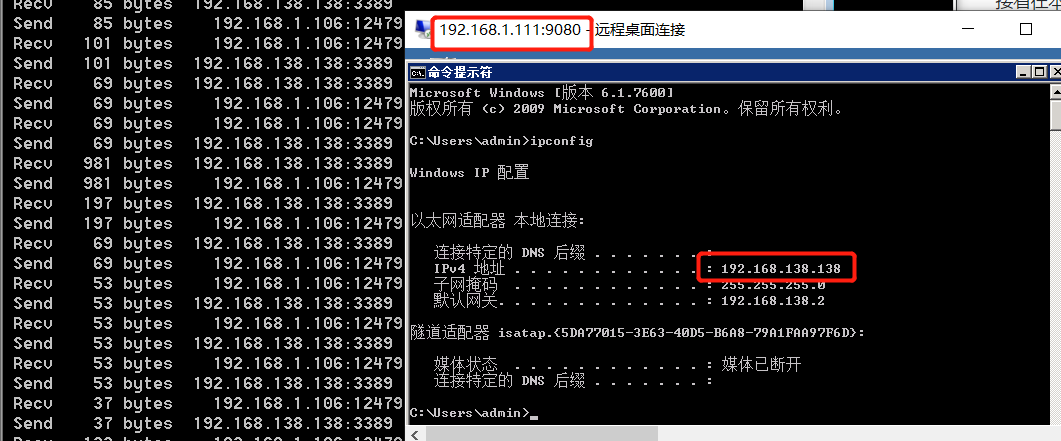 Send 85 bytes 192.168.138.138:3389
Recv 85 bytes 192.168.1.106:12479
Send
Recv 101 bytes 192.168.1.106:12479
Send 101 bytes 192.168.138.138:3389
Recv 69 bytes 192.168.138.138:3389
Send 69 bytes 192.168.1.106:12479
Recv 69 bytes 192.168.1.106:12479
Send 69 bytes 192.168.138.138:3389
Recv 981 bytes 192.168.138.138:3389
Send 981 bytes 192.168.1.106:12479
Recv 197 bytes 192.168.138.138:3389
Send 197 bytes 192.168.1.106:12479
Recv 69 bytes 192.168.138.138:3389
Send 69 bytes 192.168.1.106:12479
Recv 53 bytes 192.168.138.138:3389
Send 53 bytes 192.168.1.106:12479
Recv 53 bytes 192.168.1.106:12479
Send 53 bytes 192.168.138.138:3389
Recv 53 bytes 192.168.1.106:12479
Send 53 bytes 192.168.138.138:3389
Recv 37 bytes 192.168.1.106:12479
Send 37 bytes 192.168.138.138:3389
192.168.1.106:12479
接着在本
192.168.1.111:9080 - 远程桌面连接
命令提示符
Microsoft Windows [版本 6.1.7600]
版权所有 (c) 2009 Microsoft Corporation。保留所有权利。
C:\Users\admin>ipconfig
Windows IP 配置
以太网适配器 本地连接:
连接特定的 DNS 后缀 . . . . . . . :
IPv4 地址 . . . . . . . . . . . . : 192.168.138.138
子网掩码 . . . . . . . . . . . . : 255.255.255.0
默认网关. . . . . . . . . . . . . : 192.168.138.2
隧道适配器 isatap.{5DA77015-3E63-40D5-B6A8-79A1FAA97F6D}:
媒体状态 . . . . . . . . . . . . : 媒体已断开
连接特定的 DNS 后缀 . . . . . . . :
C:\Users\admin>